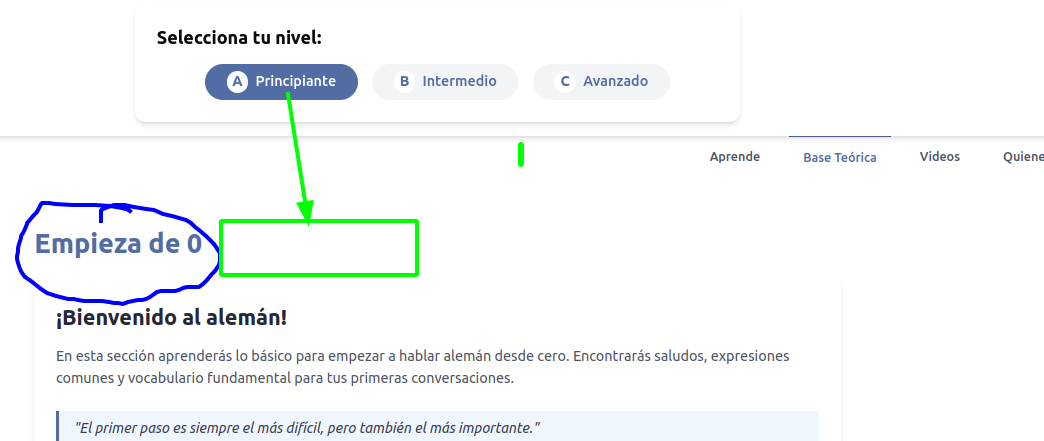 Selecciona tu nivel:
A Principiante B Intermedio C Avanzado
Aprende Base Teórica Videos Quiene
Empieza de 0
¡Bienvenido al alemán!
En esta sección aprenderás lo básico para empezar a hablar alemán desde cero. Encontrarás saludos, expresiones
comunes y vocabulario fundamental para tus primeras conversaciones.
"El primer paso es siempre el más difícil, pero también el más importante."